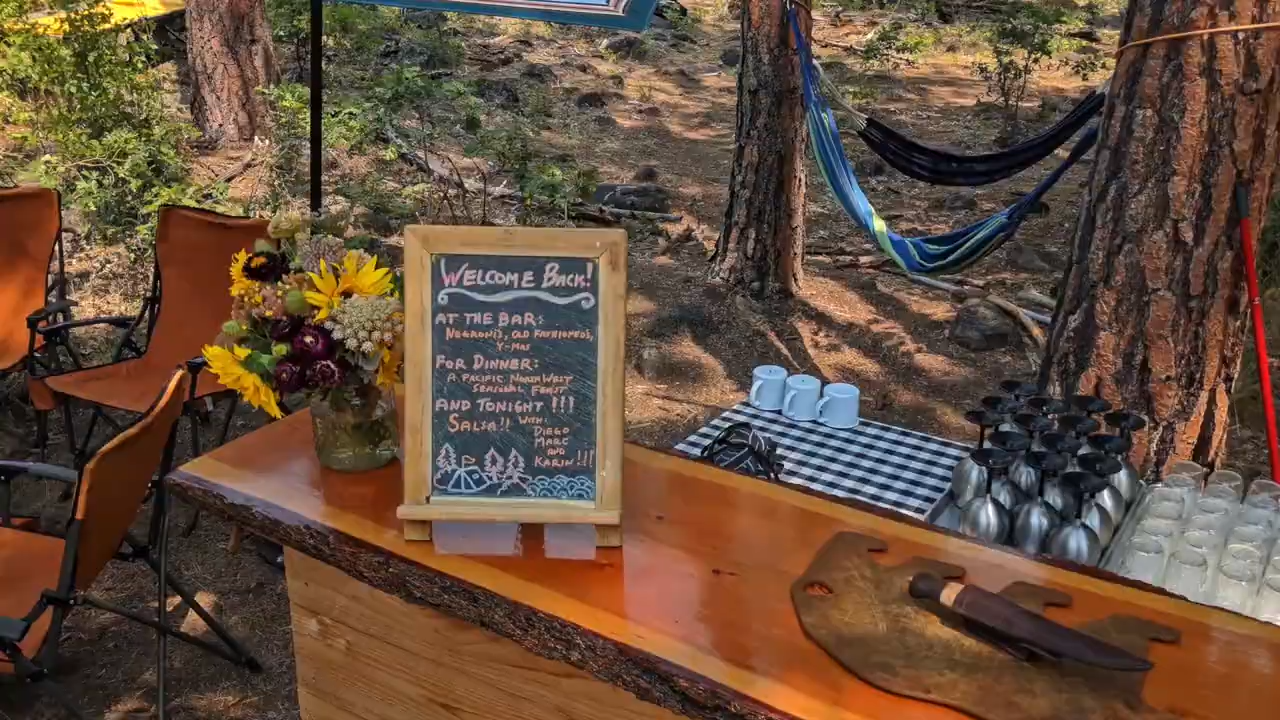 WELCOME BACK!
AT THE BAR:
NEGRONIS, OLD FASHIONEDS,
Y-MAS
FOR DINNER:
A PACIFIC NORTHWEST
SEASONAL FEAST
AND TONIGHT !!!
SALSA!! WITH:
DIEGO
MARC
AND
KARIN!!!